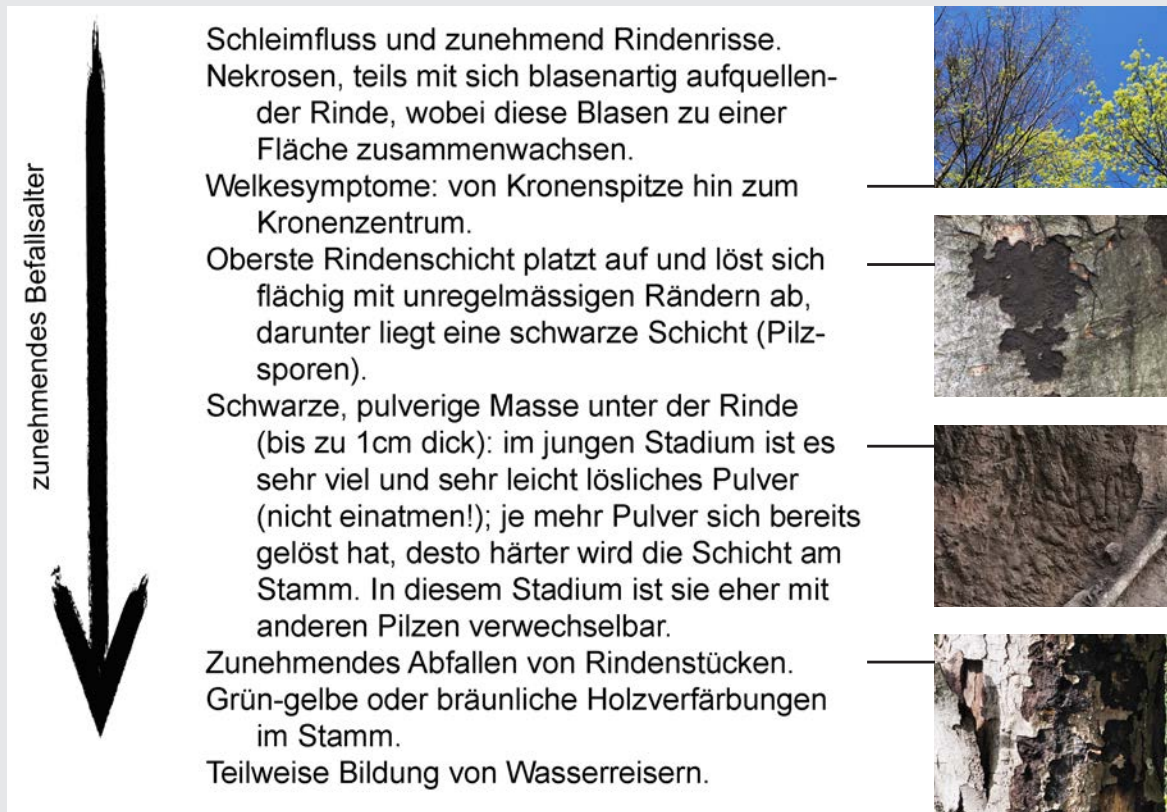 zunehmendes Befallsalter
Schleimfluss und zunehmend Rindenrisse.
Nekrosen, teils mit sich blasenartig aufquellen-
der Rinde, wobei diese Blasen zu einer
Fläche zusammenwachsen.
Welkesymptome: von Kronenspitze hin zum
Kronenzentrum.
Oberste Rindenschicht platzt auf und löst sich
flächig mit unregelmässigen Rändern ab,
darunter liegt eine schwarze Schicht (Pilz-
sporen).
Schwarze, pulverige Masse unter der Rinde
(bis zu 1cm dick): im jungen Stadium ist es
sehr viel und sehr leicht lösliches Pulver
(nicht einatmen!); je mehr Pulver sich bereits
gelöst hat, desto härter wird die Schicht am
Stamm. In diesem Stadium ist sie eher mit
anderen Pilzen verwechselbar.
Zunehmendes Abfallen von Rindenstücken.
Grün-gelbe oder bräunliche Holzverfärbungen
im Stamm.
Teilweise Bildung von Wasserreisern.